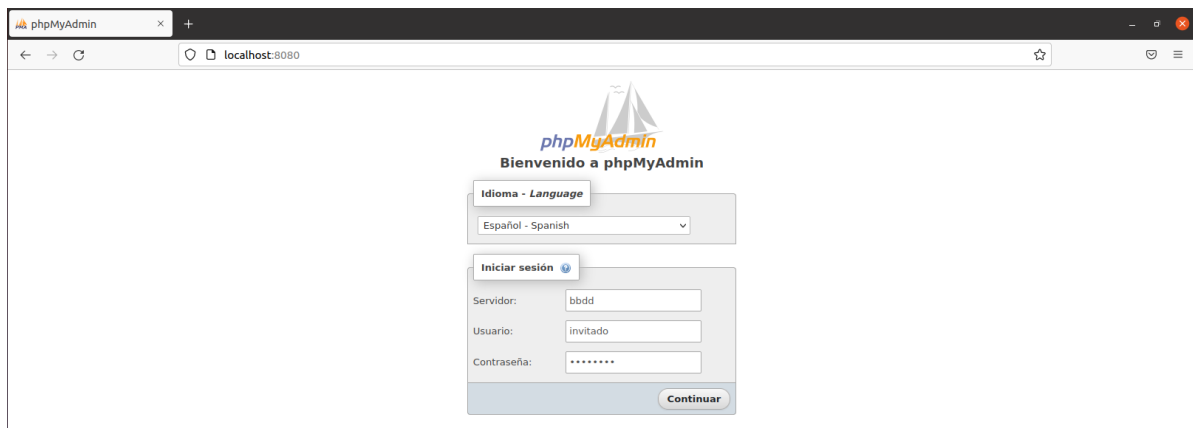 phpMyAdmin
localhost:8080
phpMyAdmin
Bienvenido a phpMyAdmin
Idioma - Language
Español - Spanish
Iniciar sesión
Servidor: bbdd
Usuario: invitado
Contraseña: ••••••••
Continuar